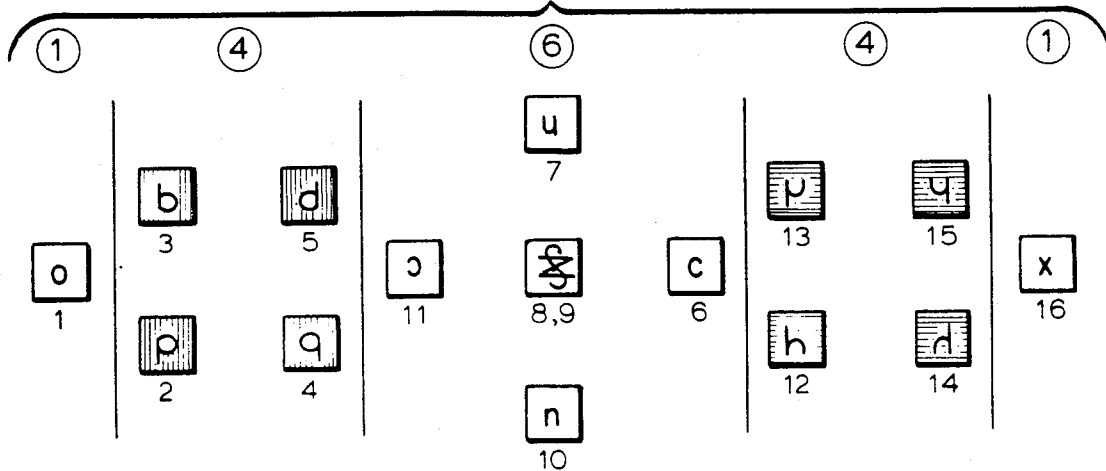 ① ④ ⑥ ④ ①
u
7
b d µ ɥ
3 5 13 15
o ɔ c x
1 11 8,9 6 16
p q h
2 4 12 14
n
10